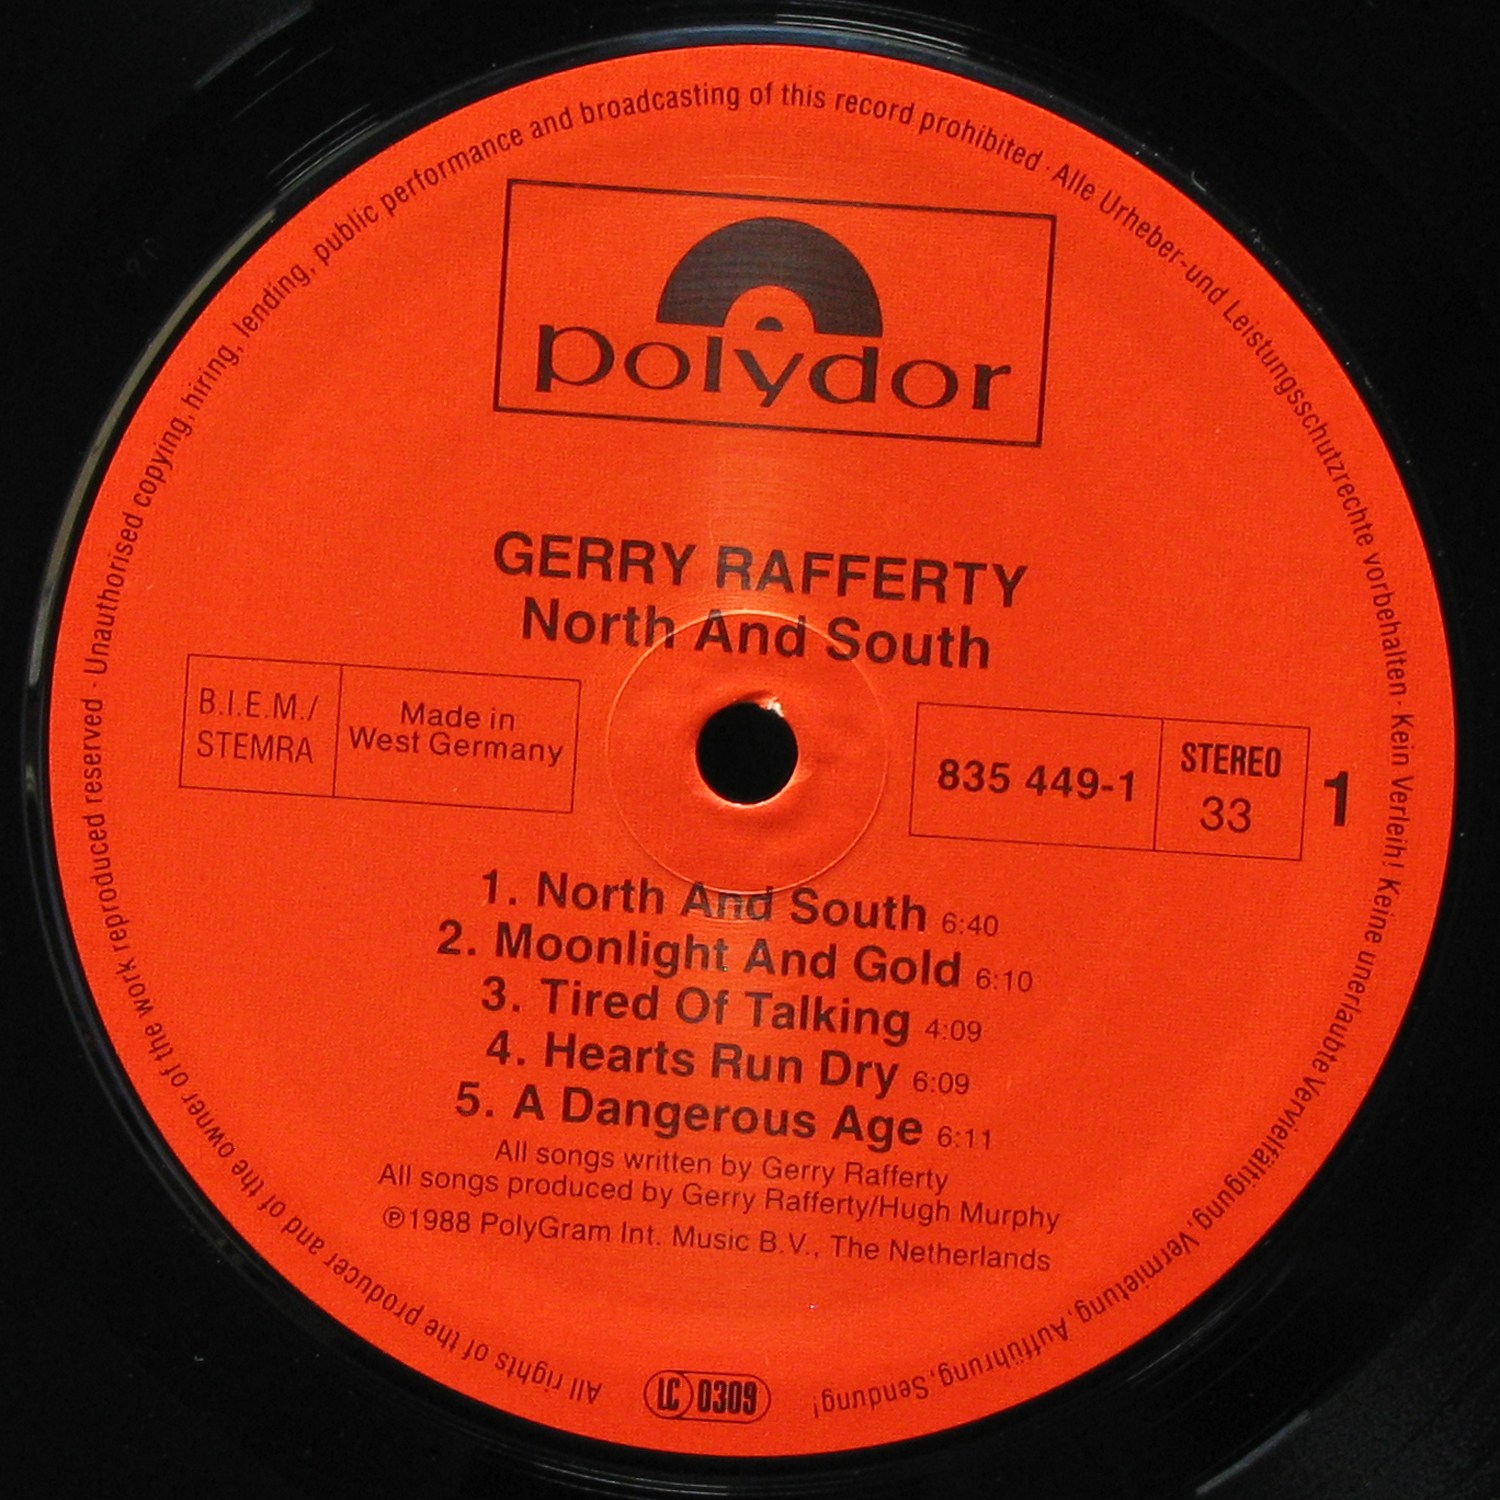 polydor
GERRY RAFFERTY
North And South
B.I.E.M./
STEMRA
Made in
West Germany
835 449-1
STEREO
33
1
1. North And South 6:40
2. Moonlight And Gold 6:10
3. Tired Of Talking 4:09
4. Hearts Run Dry 6:09
5. A Dangerous Age 6:11
All songs written by Gerry Rafferty
All songs produced by Gerry Rafferty/Hugh Murphy
℗1988 PolyGram Int. Music B.V., The Netherlands
LC 0309
All rights of the producer and of the owner of the work reproduced reserved · Unauthorised copying, hiring, lending, public performance and broadcasting of this record prohibited · Alle Urheber- und Leistungsschutzrechte vorbehalten · Kein Verleih! Keine unerlaubte Vervielfältigung, Vermietung, Aufführung, Sendung!